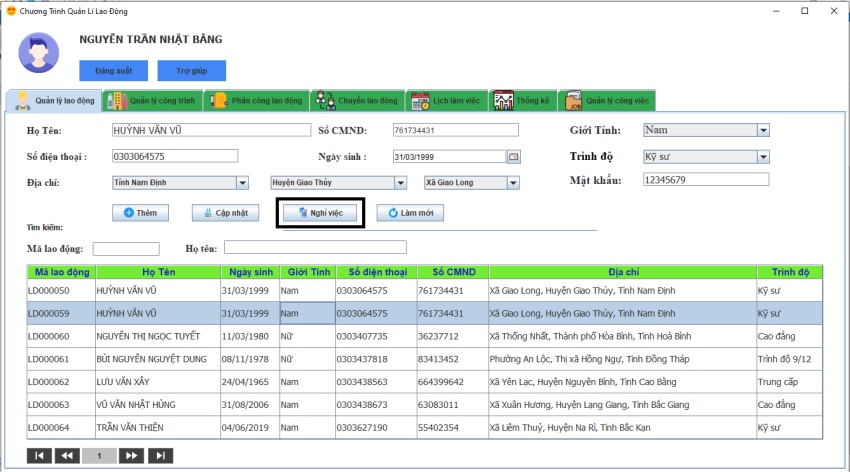 Chương Trình Quản Lí Lao Động
NGUYỄN TRẦN NHẬT BĂNG
Đăng xuất Trợ giúp
Quản lý lao động Quản lý công trình Phân công lao động Chuyển lao động Lịch làm việc Thống kê Quản lý công việc
Họ Tên: HUỲNH VĂN VŨ Số CMND: 761734431 Giới Tính: Nam
Số điện thoại : 0303064575 Ngày sinh : 31/03/1999 Trình độ Kỹ sư
Địa chỉ: Tỉnh Nam Định Huyện Giao Thủy Xã Giao Long Mật khẩu: 12345679
Thêm Cập nhật Nghỉ việc Làm mới
Tìm kiếm:
Mã lao động: Họ tên:
Mã lao động Họ Tên Ngày sinh Giới Tính Số điện thoại Số CMND Địa chỉ Trình độ
LD000050 HUỲNH VĂN VŨ 31/03/1999 Nam 0303064575 761734431 Xã Giao Long, Huyện Giao Thủy, Tỉnh Nam Định Kỹ sư
LD000059 HUỲNH VĂN VŨ 31/03/1999 Nam 0303064575 761734431 Xã Giao Long, Huyện Giao Thủy, Tỉnh Nam Định Kỹ sư
LD000060 NGUYỄN THỊ NGỌC TUYẾT 11/03/1980 Nữ 0303407735 36237712 Xã Thống Nhất, Thành phố Hòa Bình, Tỉnh Hoà Bình Cao đẳng
LD000061 BÙI NGUYỄN NGUYỆT DUNG 08/11/1978 Nữ 0303437818 83413452 Phường An Lộc, Thị xã Hồng Ngự, Tỉnh Đồng Tháp Trình độ 9/12
LD000062 LƯU VĂN XÂY 24/04/1965 Nam 0303438563 664399642 Xã Yên Lạc, Huyện Nguyên Bình, Tỉnh Cao Bằng Trung cấp
LD000063 VŨ VĂN NHẬT HÙNG 31/08/2006 Nam 0303438673 63083011 Xã Xuân Hương, Huyện Lạng Giang, Tỉnh Bắc Giang Cao đẳng
LD000064 TRẦN VĂN THIỆN 04/06/2019 Nam 0303627190 55402354 Xã Liêm Thuỷ, Huyện Na Rì, Tỉnh Bắc Kạn Kỹ sư
1